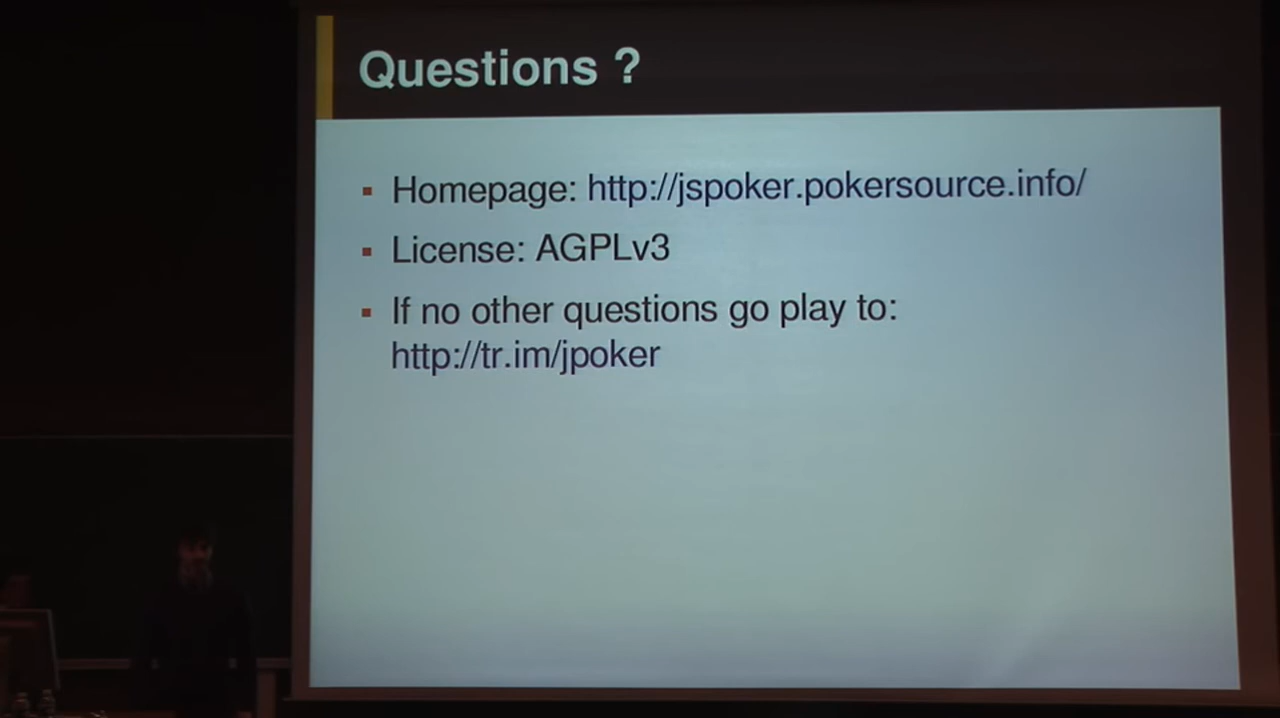 Questions ?
Homepage: http://jspoker.pokersource.info/
License: AGPLv3
If no other questions go play to:
http://tr.im/jpoker